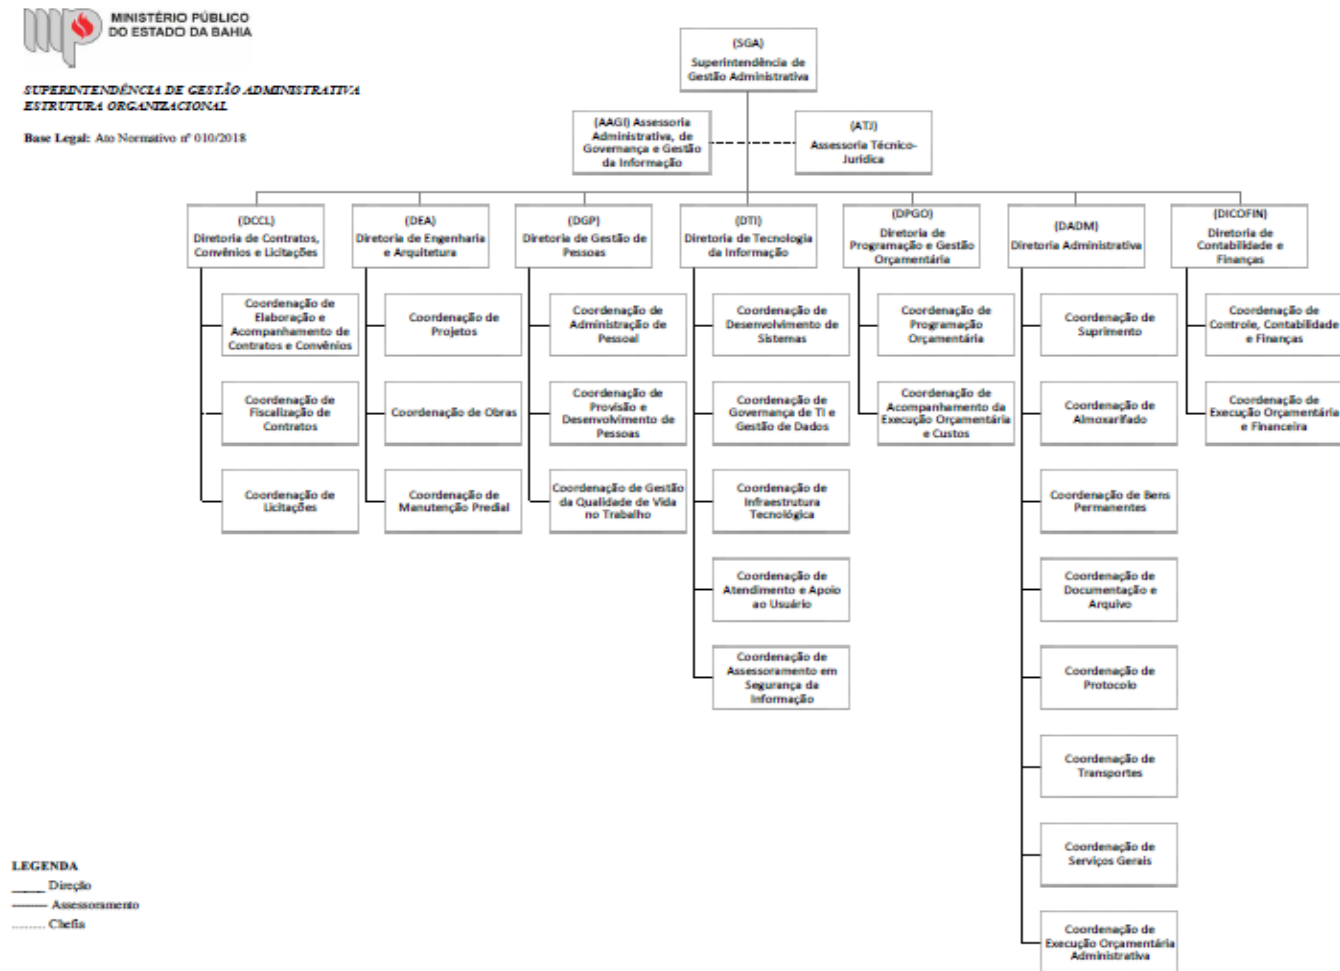 MINISTÉRIO PÚBLICO
DO ESTADO DA BAHIA
SUPERINTENDÊNCIA DE GESTÃO ADMINISTRATIVA
ESTRUTURA ORGANIZACIONAL
Base Legal: Ato Normativo nº 010/2018
(SGA)
Superintendência de
Gestão Administrativa
(AAGI) Assessoria
Administrativa, de
Governança e Gestão
da Informação
(ATJ)
Assessoria Técnico-
Jurídica
(DCCL)
Diretoria de Contratos,
Convênios e Licitações
Coordenação de
Elaboração e
Acompanhamento de
Contratos e Convênios
Coordenação de
Fiscalização de
Contratos
Coordenação de
Licitações
(DEA)
Diretoria de Engenharia
e Arquitetura
Coordenação de
Projetos
Coordenação de Obras
Coordenação de
Manutenção Predial
(DGP)
Diretoria de Gestão de
Pessoas
Coordenação de
Administração de
Pessoal
Coordenação de
Provisão e
Desenvolvimento de
Pessoas
Coordenação de Gestão
da Qualidade de Vida
no Trabalho
(DTI)
Diretoria de Tecnologia
da Informação
Coordenação de
Desenvolvimento de
Sistemas
Coordenação de
Governança de TI e
Gestão de Dados
Coordenação de
Infraestrutura
Tecnológica
Coordenação de
Atendimento e Apoio
ao Usuário
Coordenação de
Assessoramento em
Segurança da
Informação
(DPGO)
Diretoria de
Programação e Gestão
Orçamentária
Coordenação de
Programação
Orçamentária
Coordenação de
Acompanhamento da
Execução Orçamentária
e Custos
(DADM)
Diretoria Administrativa
Coordenação de
Suprimento
Coordenação de
Almoxarifado
Coordenação de Bens
Permanentes
Coordenação de
Documentação e
Arquivo
Coordenação de
Protocolo
Coordenação de
Transportes
Coordenação de
Serviços Gerais
Coordenação de
Execução Orçamentária
Administrativa
(DICOFIN)
Diretoria de
Contabilidade e
Finanças
Coordenação de
Controle, Contabilidade
e Finanças
Coordenação de
Execução Orçamentária
e Financeira
LEGENDA
Direção
Assessoramento
Chefia